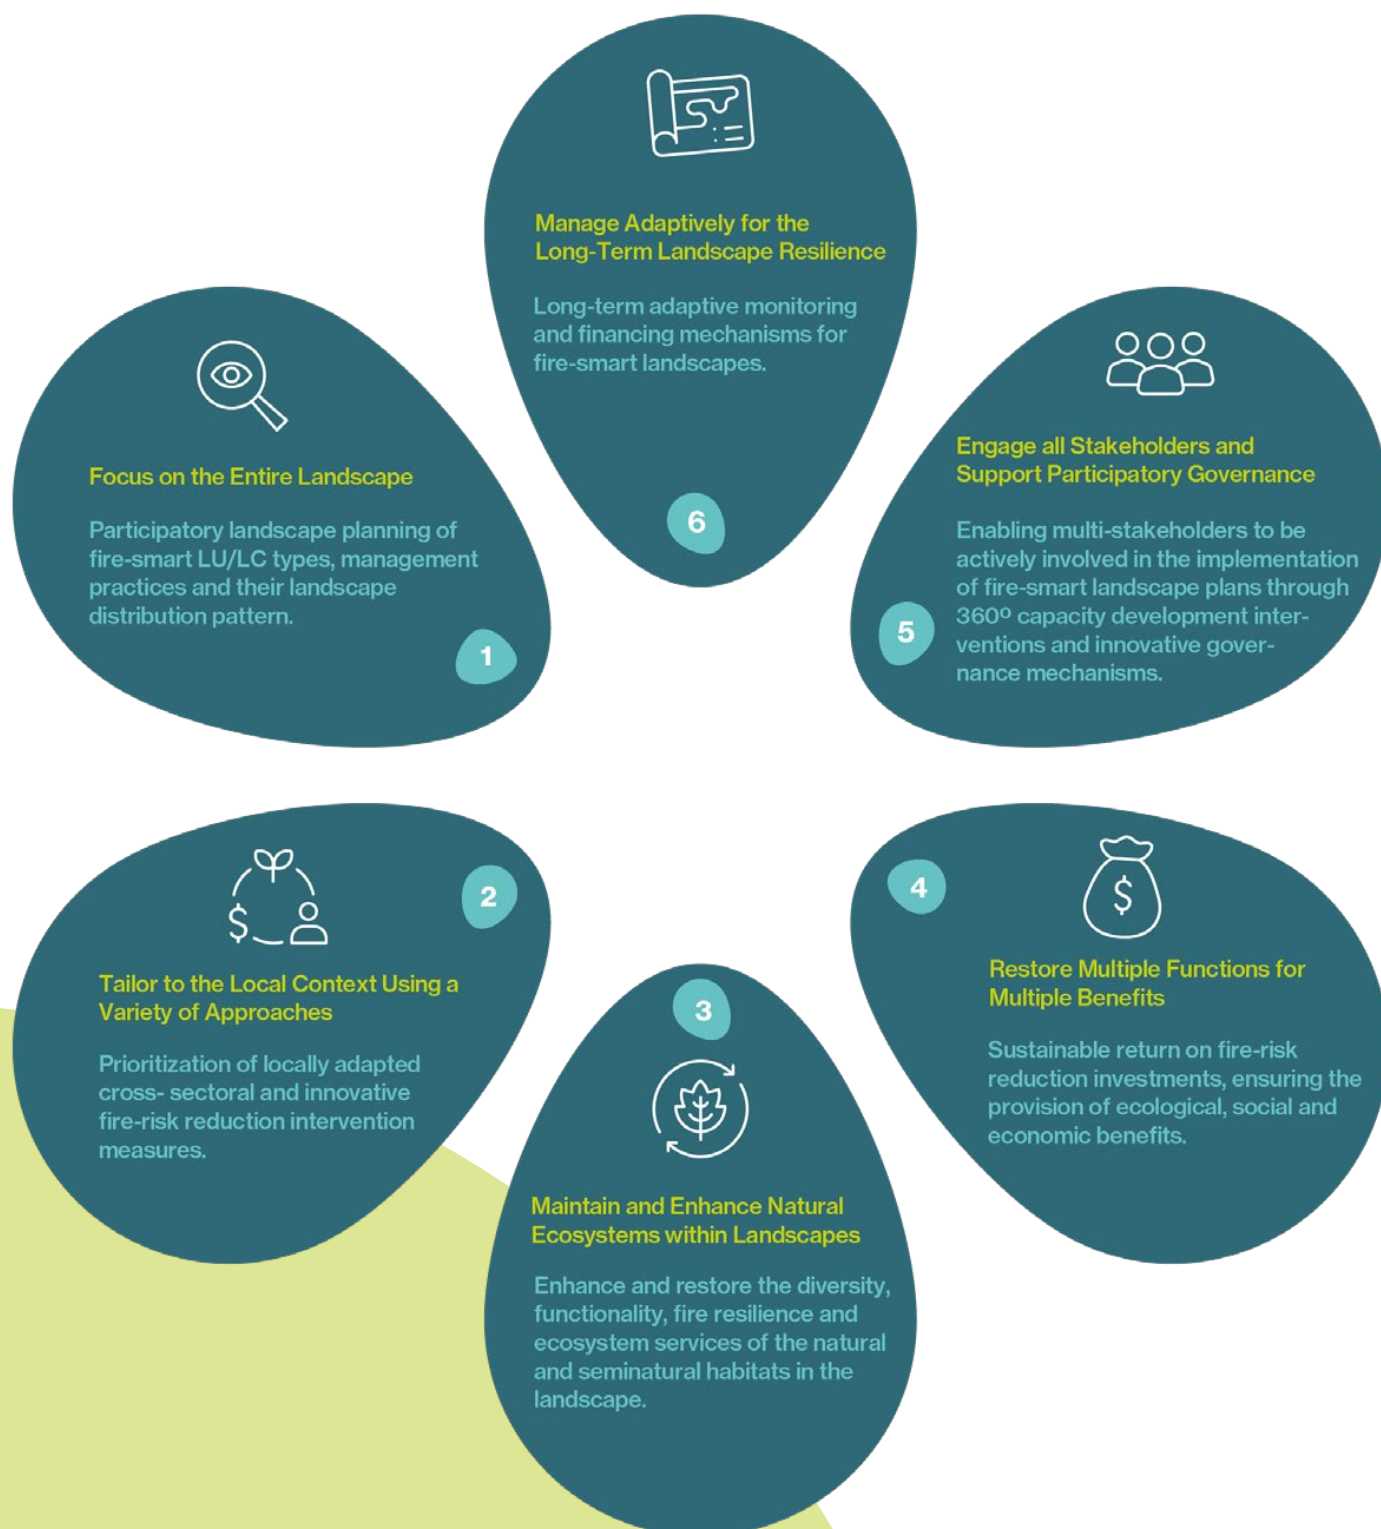 Focus on the Entire Landscape
Participatory landscape planning of
fire-smart LU/LC types, management
practices and their landscape
distribution pattern.
1
$
2
Tailor to the Local Context Using a
Variety of Approaches
Prioritization of locally adapted
cross- sectoral and innovative
fire-risk reduction intervention
measures.
3
Maintain and Enhance Natural
Ecosystems within Landscapes
Enhance and restore the diversity,
functionality, fire resilience and
ecosystem services of the natural
and seminatural habitats in the
landscape.
4
$
Restore Multiple Functions for
Multiple Benefits
Sustainable return on fire-risk
reduction investments, ensuring the
provision of ecological, social and
economic benefits.
Engage all Stakeholders and
Support Participatory Governance
Enabling multi-stakeholders to be
actively involved in the implementation
of fire-smart landscape plans through
360º capacity development inter-
ventions and innovative gover-
nance mechanisms.
5
Manage Adaptively for the
Long-Term Landscape Resilience
Long-term adaptive monitoring
and financing mechanisms for
fire-smart landscapes.
6